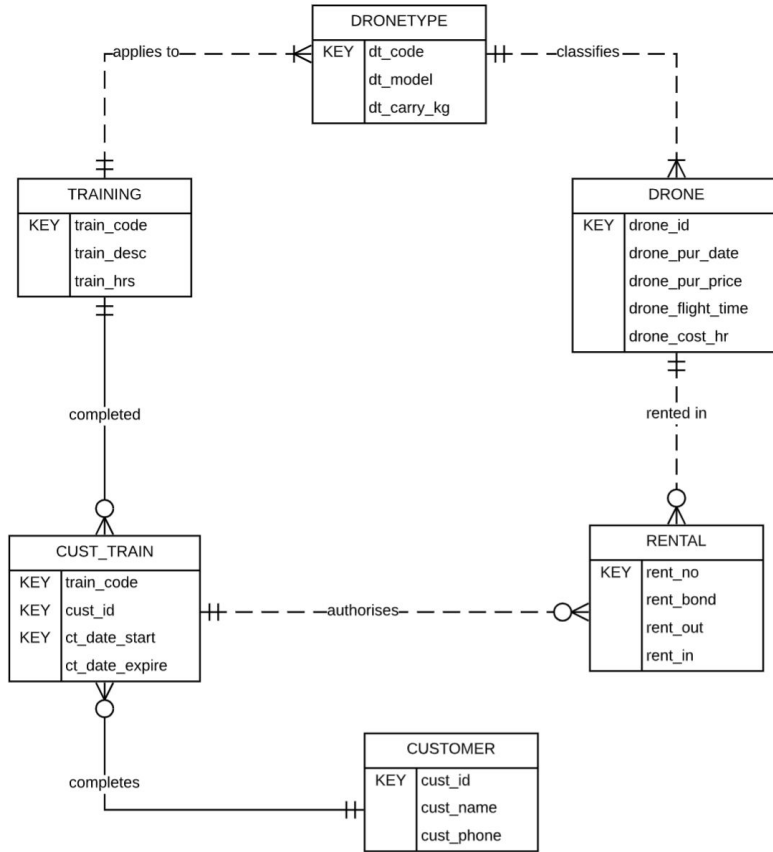 DRONETYPE
KEY dt_code
dt_model
dt_carry_kg
applies to
classifies
TRAINING
KEY train_code
train_desc
train_hrs
DRONE
KEY drone_id
drone_pur_date
drone_pur_price
drone_flight_time
drone_cost_hr
completed
rented in
CUST_TRAIN
KEY train_code
KEY cust_id
KEY ct_date_start
ct_date_expire
authorises
RENTAL
KEY rent_no
rent_bond
rent_out
rent_in
completes
CUSTOMER
KEY cust_id
cust_name
cust_phone